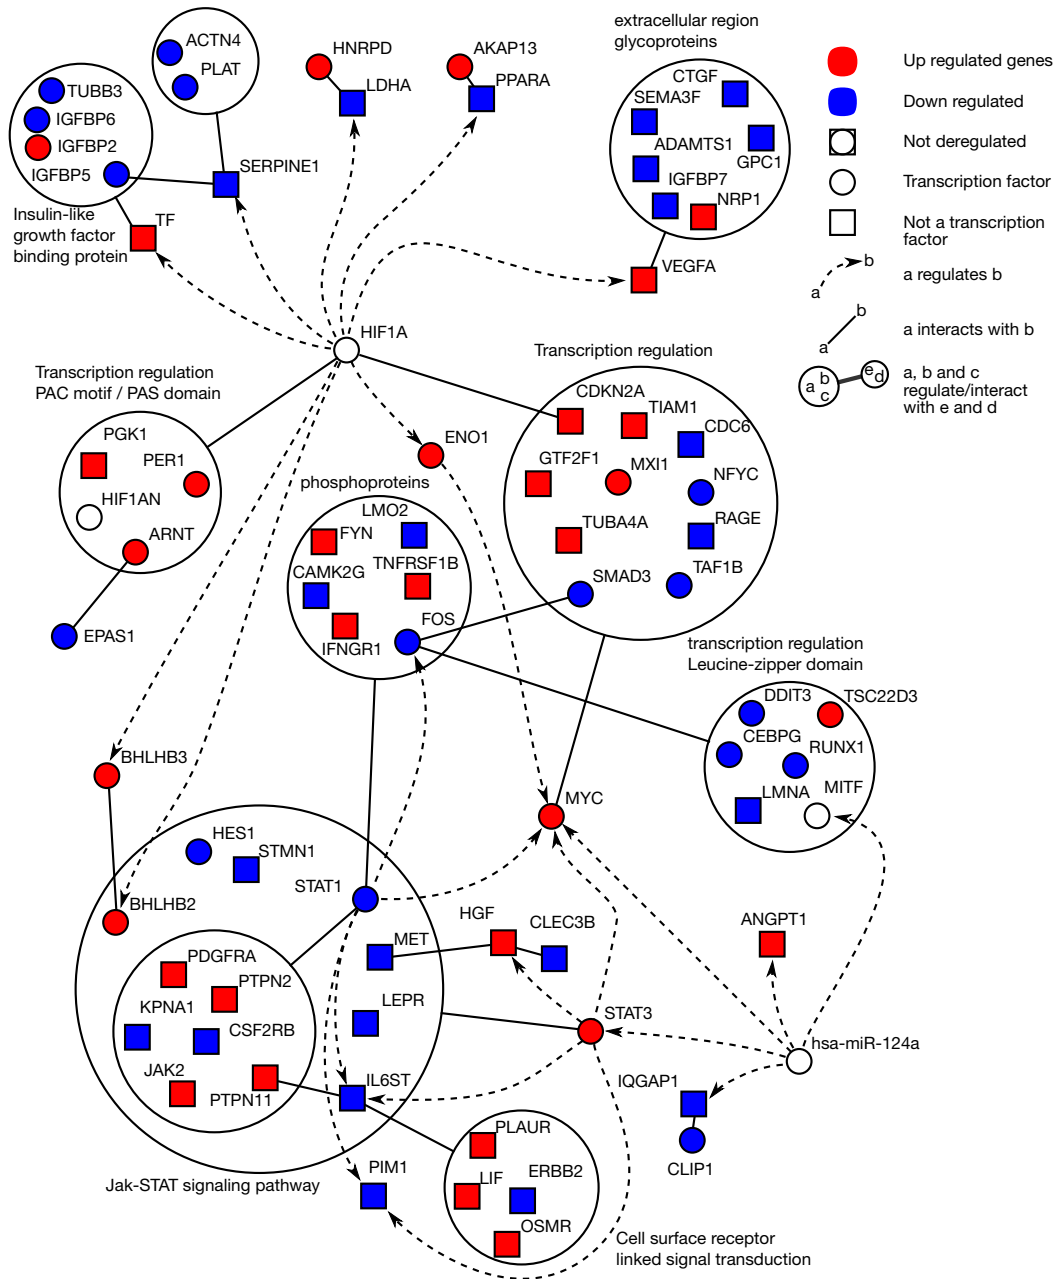 ACTN4
PLAT
TUBB3
IGFBP6
IGFBP2
IGFBP5
Insulin-like
growth factor
binding protein
TF
SERPINE1
HNRPD
LDHA
AKAP13
PPARA
extracellular region
glycoproteins
CTGF
SEMA3F
ADAMTS1
GPC1
IGFBP7
NRP1
VEGFA
Up regulated genes
Down regulated
Not deregulated
Transcription factor
Not a transcription
factor
a
b
a regulates b
a
b
a interacts with b
a b
c
e
d
a, b and c
regulate/interact
with e and d
HIF1A
Transcription regulation
PAC motif / PAS domain
PGK1
PER1
HIF1AN
ARNT
EPAS1
ENO1
Transcription regulation
CDKN2A
TIAM1
CDC6
GTF2F1
MXI1
NFYC
TUBA4A
RAGE
SMAD3
TAF1B
phosphoproteins
LMO2
FYN
CAMK2G
TNFRSF1B
IFNGR1
FOS
transcription regulation
Leucine-zipper domain
DDIT3
TSC22D3
CEBPG
RUNX1
LMNA
MITF
BHLHB3
BHLHB2
MYC
HES1
STMN1
STAT1
MET
LEPR
PDGFRA
PTPN2
KPNA1
CSF2RB
JAK2
PTPN11
IL6ST
Jak-STAT signaling pathway
HGF
CLEC3B
STAT3
ANGPT1
hsa-miR-124a
IQGAP1
CLIP1
PIM1
PLAUR
LIF
ERBB2
OSMR
Cell surface receptor
linked signal transduction